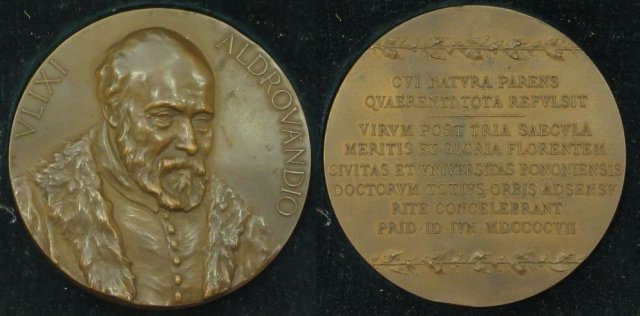 VLIXI
ALDROVANDIO
CVI NATVRA PARENS
QVAERENTI TOTA REFVLSIT
VIRVM POST TRIA SAECVLA
MERITIS ET GLORIA FLORENTEM
CIVITAS ET VNIVERSITAS BONONIENSIS
DOCTORVM TOTIVS ORBIS ADSENSV
RITE CONCELEBRANT
PRID · ID · IVN · MDCCCCVII